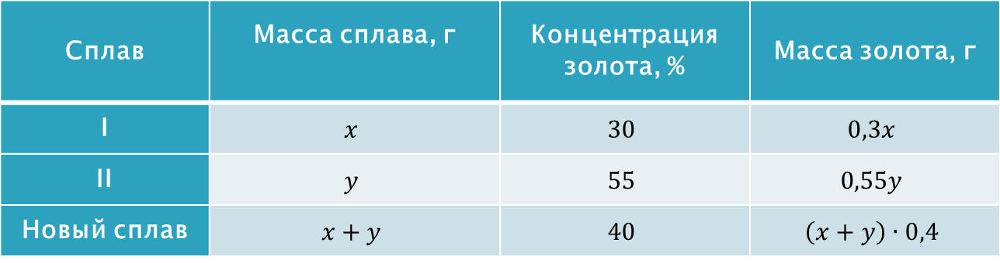 Сплав
Масса сплава, г
Концентрация
золота, %
Масса золота, г
I
x
30
0,3x
II
y
55
0,55y
Новый сплав
x + y
40
(x + y) · 0,4